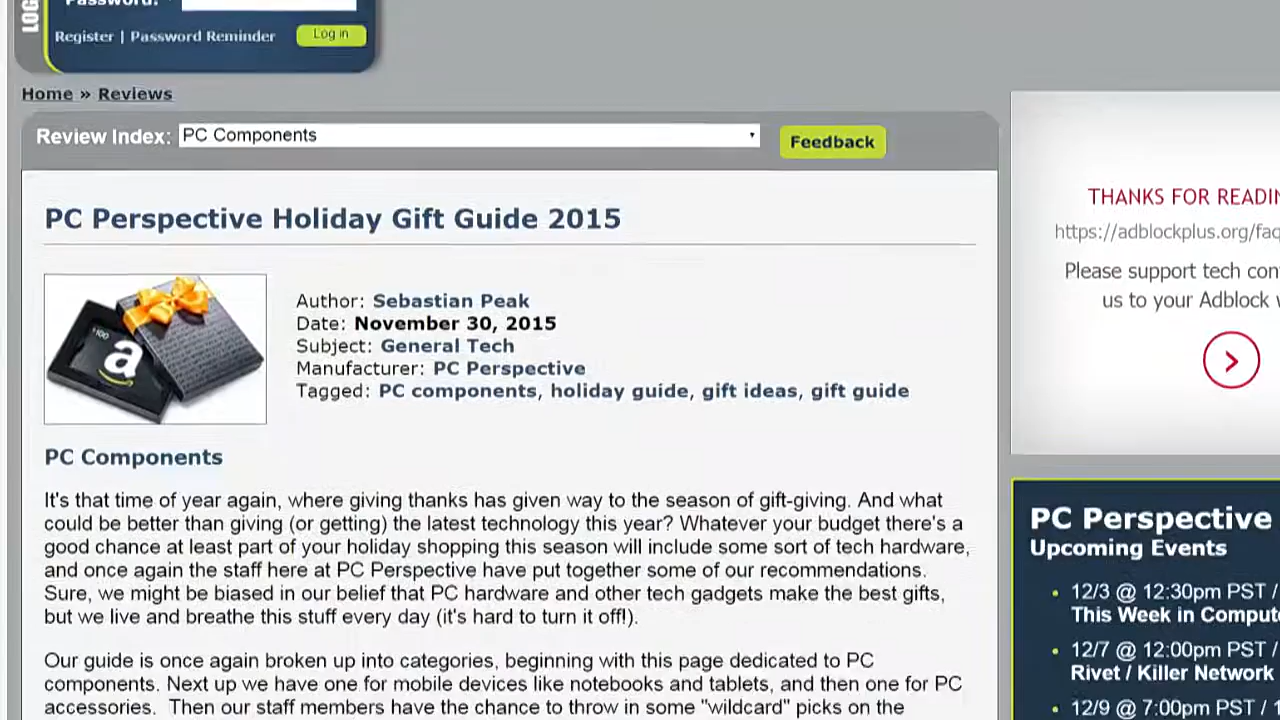 LOG
Password:
Register | Password Reminder
Log in
Home » Reviews
Review Index: PC Components
Feedback
PC Perspective Holiday Gift Guide 2015
$100
a
Author: Sebastian Peak
Date: November 30, 2015
Subject: General Tech
Manufacturer: PC Perspective
Tagged: PC components, holiday guide, gift ideas, gift guide
PC Components
It's that time of year again, where giving thanks has given way to the season of gift-giving. And what
could be better than giving (or getting) the latest technology this year? Whatever your budget there's a
good chance at least part of your holiday shopping this season will include some sort of tech hardware,
and once again the staff here at PC Perspective have put together some of our recommendations.
Sure, we might be biased in our belief that PC hardware and other tech gadgets make the best gifts,
but we live and breathe this stuff every day (it's hard to turn it off!).
Our guide is once again broken up into categories, beginning with this page dedicated to PC
components. Next up we have one for mobile devices like notebooks and tablets, and then one for PC
accessories. Then our staff members have the chance to throw in some "wildcard" picks on the
THANKS FOR READIN
https://adblockplus.org/faq
Please support tech con
us to your Adblock
PC Perspective
Upcoming Events
12/3 @ 12:30pm PST /
This Week in Comput
12/7 @ 12:00pm PST /
Rivet / Killer Network
12/9 @ 7:00pm PST / 1